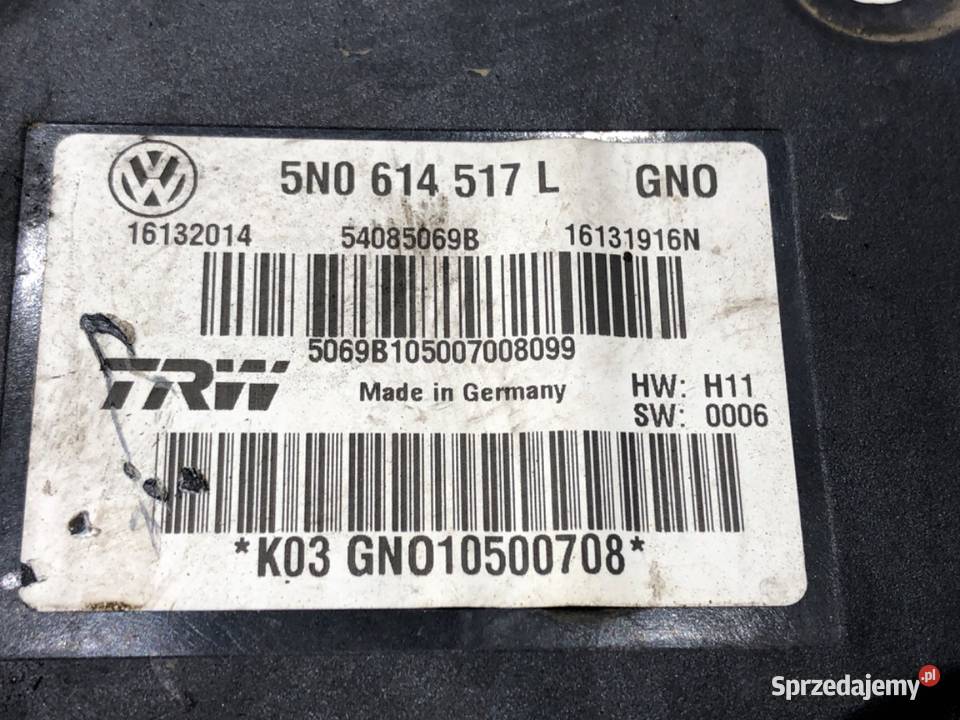 VW 5N0 614 517 L GNO
16132014 54085069B 16131916N
5069B105007008099
TRW Made in Germany HW: H11
SW: 0006
*K03 GNO10500708*
Sprzedajemy.pl